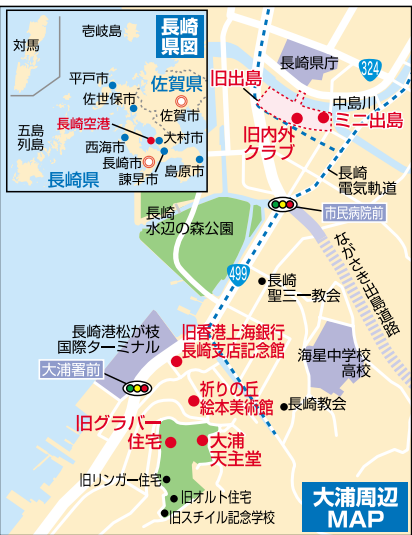 長崎
県図
対馬
壱岐島
平戸市
佐世保市
佐賀県
佐賀市
長崎空港
大村市
五島
列島
西海市
長崎市
諫早市
島原市
長崎県
長崎県庁
324
旧出島
中島川
ミニ出島
旧内外
クラブ
長崎
電気軌道
市民病院前
長崎
水辺の森公園
ながさき出島道路
499
長崎
聖三一教会
長崎港松が枝
国際ターミナル
旧香港上海銀行
長崎支店記念館
海星中学校
高校
大浦署前
祈りの丘
絵本美術館
長崎教会
旧グラバー
住宅
大浦
天主堂
旧リンガー住宅
旧オルト住宅
旧スチイル記念学校
大浦周辺
MAP